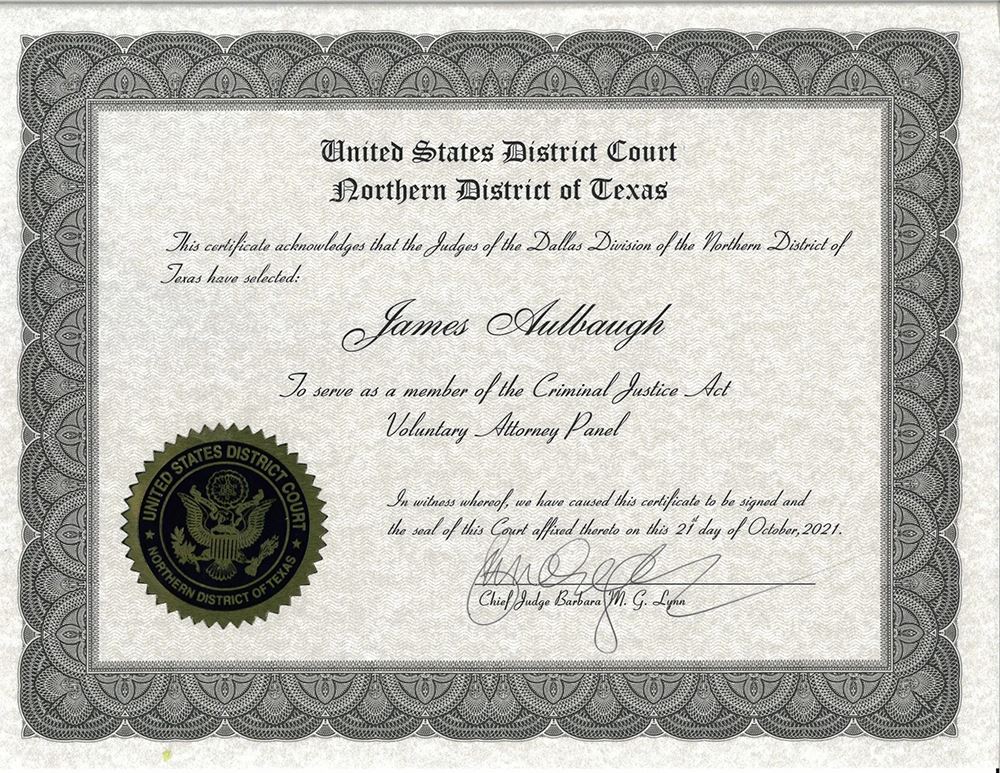 United States District Court
Northern District of Texas
This certificate acknowledges that the Judges of the Dallas Division of the Northern District of
Texas have selected:
James Aulbaugh
To serve as a member of the Criminal Justice Act
Voluntary Attorney Panel
In witness whereof, we have caused this certificate to be signed and
the seal of this Court affixed thereto on this 21st day of October, 2021.
Chief Judge Barbara M. G. Lynn
UNITED STATES DISTRICT COURT
★ NORTHERN DISTRICT OF TEXAS ★